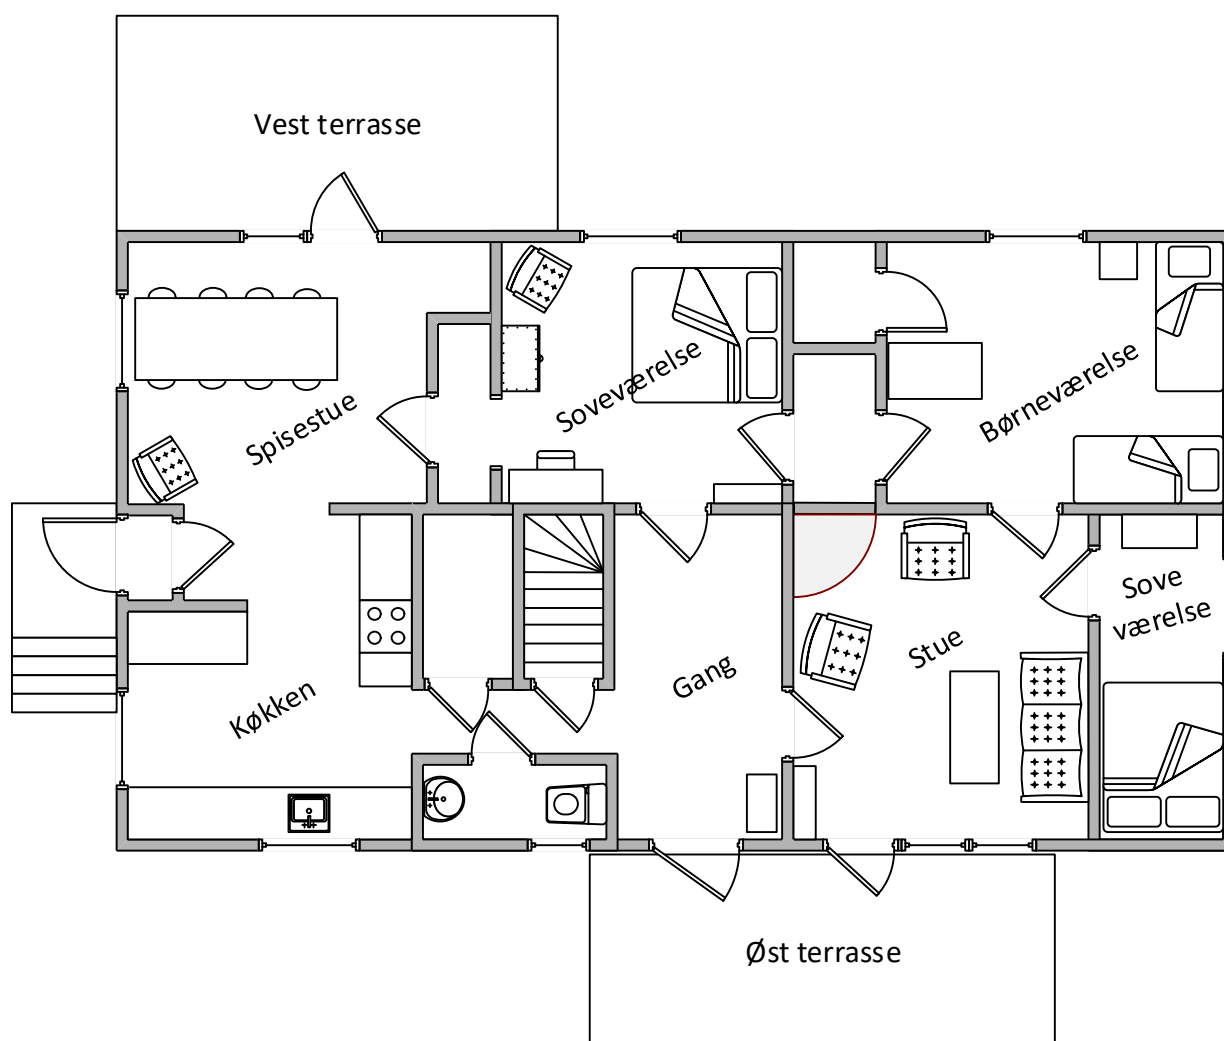 Vest terrasse
Spisestue
Soveværelse
Børneværelse
Sove
værelse
Stue
Gang
Køkken
Øst terrasse